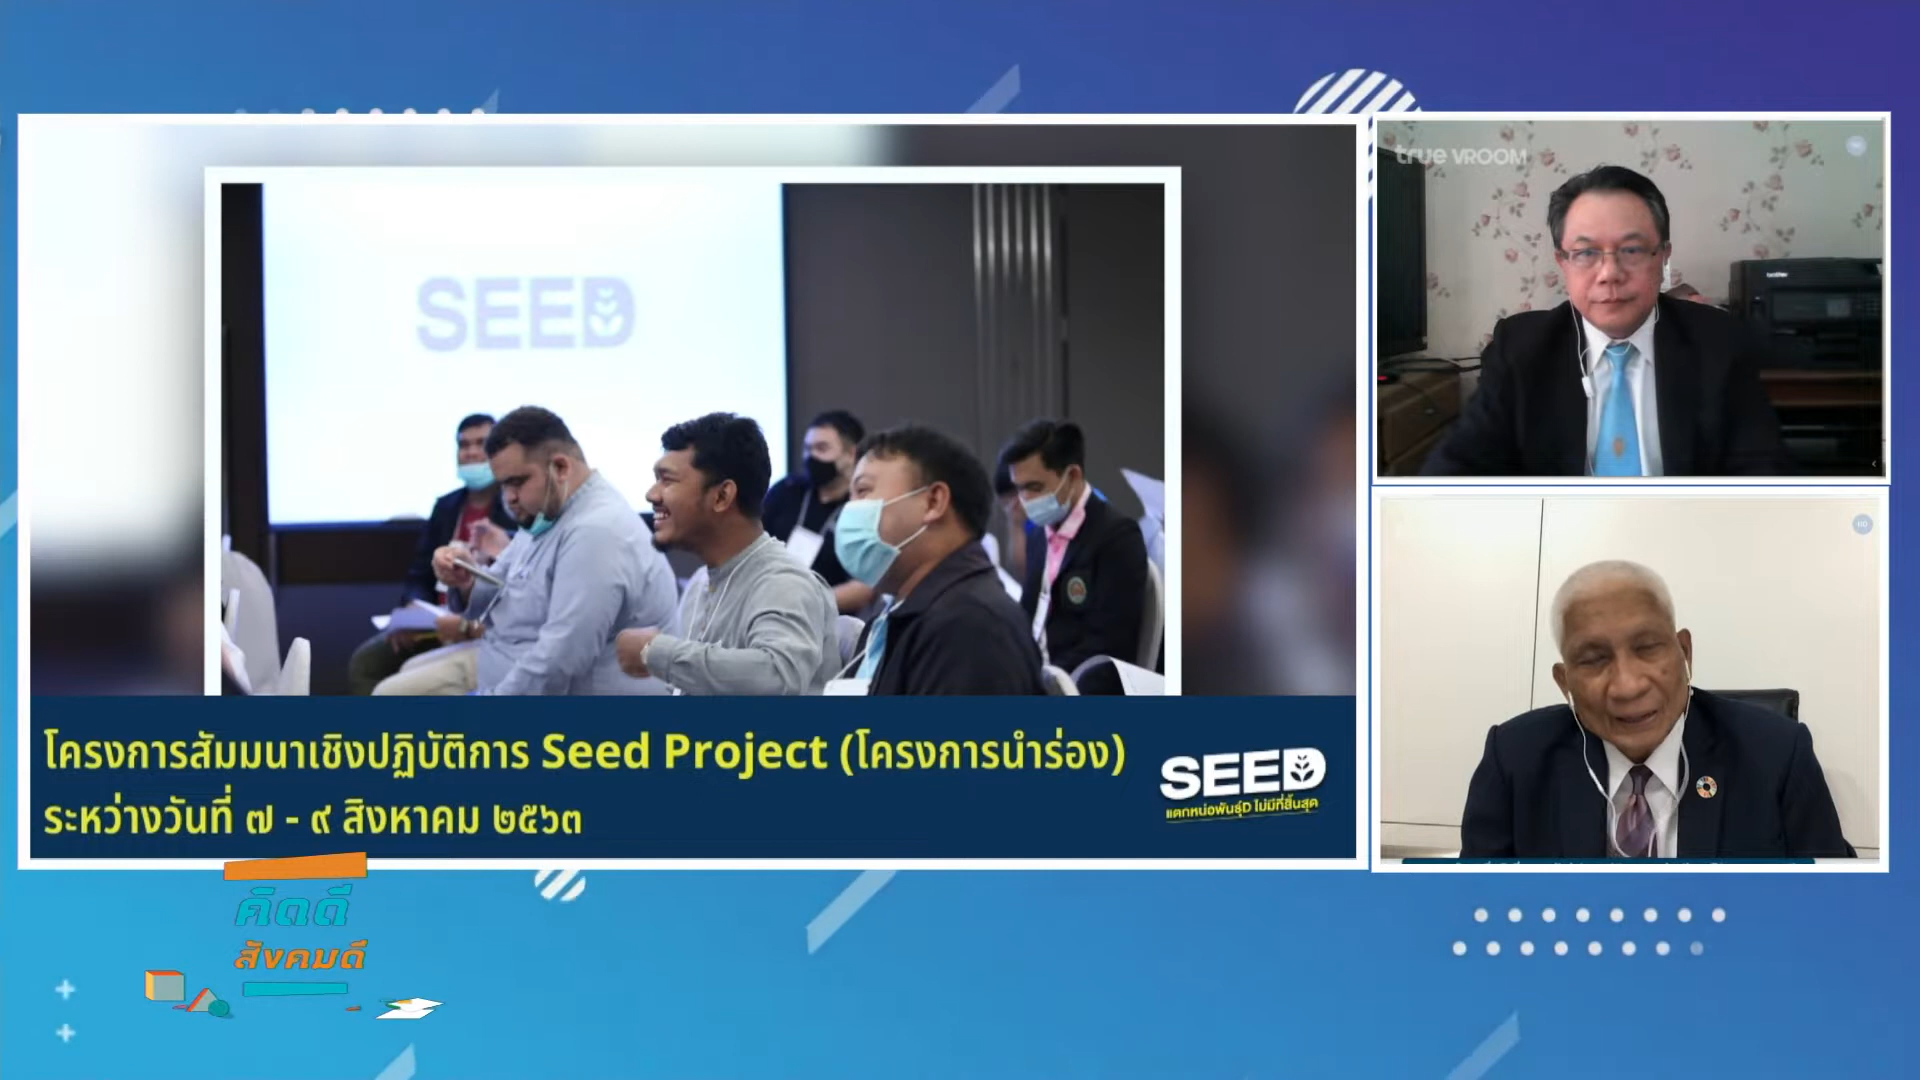 SEED
true VROOM
brother
HD
โครงการสัมมนาเชิงปฏิบัติการ Seed Project (โครงการนำร่อง)
ระหว่างวันที่ ๗ - ๙ สิงหาคม ๒๕๖๓
SEED
แตกหน่อพันธุ์D ไม่มีที่สิ้นสุด
คิดดี
สังคมดี